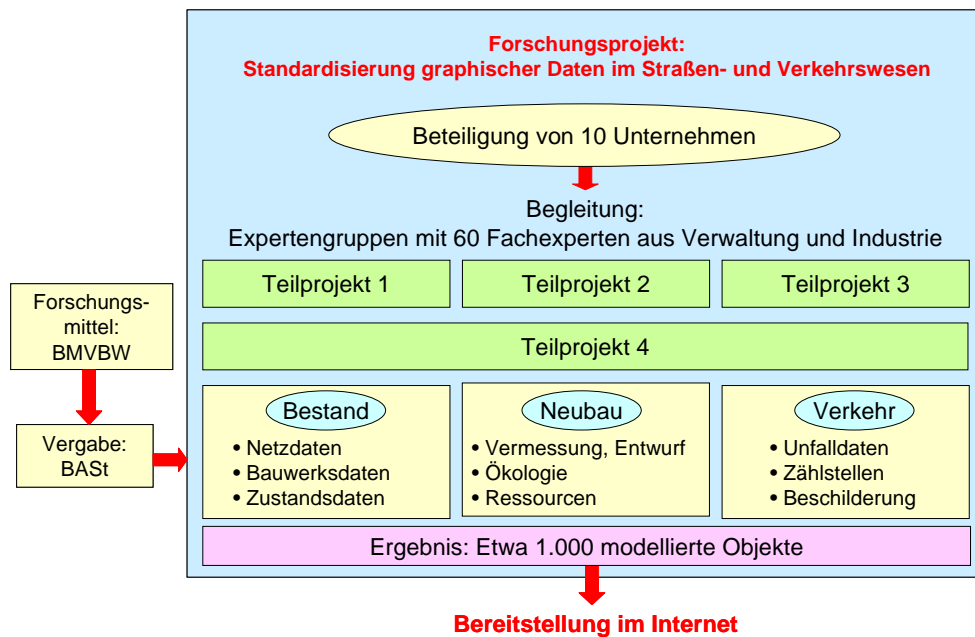 Forschungsprojekt:
Standardisierung graphischer Daten im Straßen- und Verkehrswesen
Beteiligung von 10 Unternehmen
Begleitung:
Expertengruppen mit 60 Fachexperten aus Verwaltung und Industrie
Teilprojekt 1
Teilprojekt 2
Teilprojekt 3
Teilprojekt 4
Forschungs-
mittel:
BMVBW
Vergabe:
BASt
Bestand
• Netzdaten
• Bauwerksdaten
• Zustandsdaten
Neubau
• Vermessung, Entwurf
• Ökologie
• Ressourcen
Verkehr
• Unfalldaten
• Zählstellen
• Beschilderung
Ergebnis: Etwa 1.000 modellierte Objekte
Bereitstellung im Internet